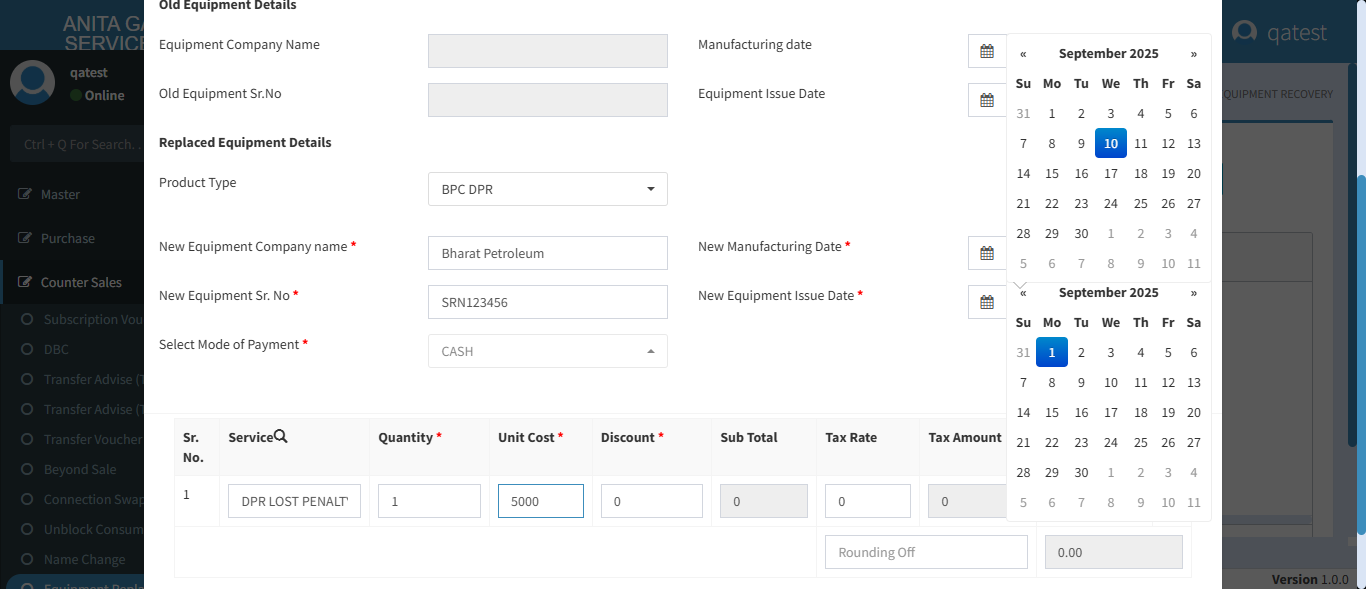 ANITA GA
SERVICE
qatest
qatest
Online
Ctrl + Q For Search. .
Master
Purchase
Counter Sales
Subscription Vou
DBC
Transfer Advise (T
Transfer Advise (T
Transfer Voucher
Beyond Sale
Connection Swap
Unblock Consum
Name Change
Equipment Repla
QUIPMENT RECOVERY
Old Equipment Details
Equipment Company Name
Manufacturing date
Old Equipment Sr.No
Equipment Issue Date
Replaced Equipment Details
Product Type
BPC DPR
New Equipment Company name *
Bharat Petroleum
New Manufacturing Date *
New Equipment Sr. No *
SRN123456
New Equipment Issue Date *
Select Mode of Payment *
CASH
« September 2025 »
Su Mo Tu We Th Fr Sa
31 1 2 3 4 5 6
7 8 9 10 11 12 13
14 15 16 17 18 19 20
21 22 23 24 25 26 27
28 29 30 1 2 3 4
5 6 7 8 9 10 11
« September 2025 »
Su Mo Tu We Th Fr Sa
31 1 2 3 4 5 6
7 8 9 10 11 12 13
14 15 16 17 18 19 20
21 22 23 24 25 26 27
28 29 30 1 2 3 4
5 6 7 8 9 10 11
Sr. No. Service Quantity * Unit Cost * Discount * Sub Total Tax Rate Tax Amount
1 DPR LOST PENALT 1 5000 0 0 0 0
Rounding Off 0.00
Version 1.0.0